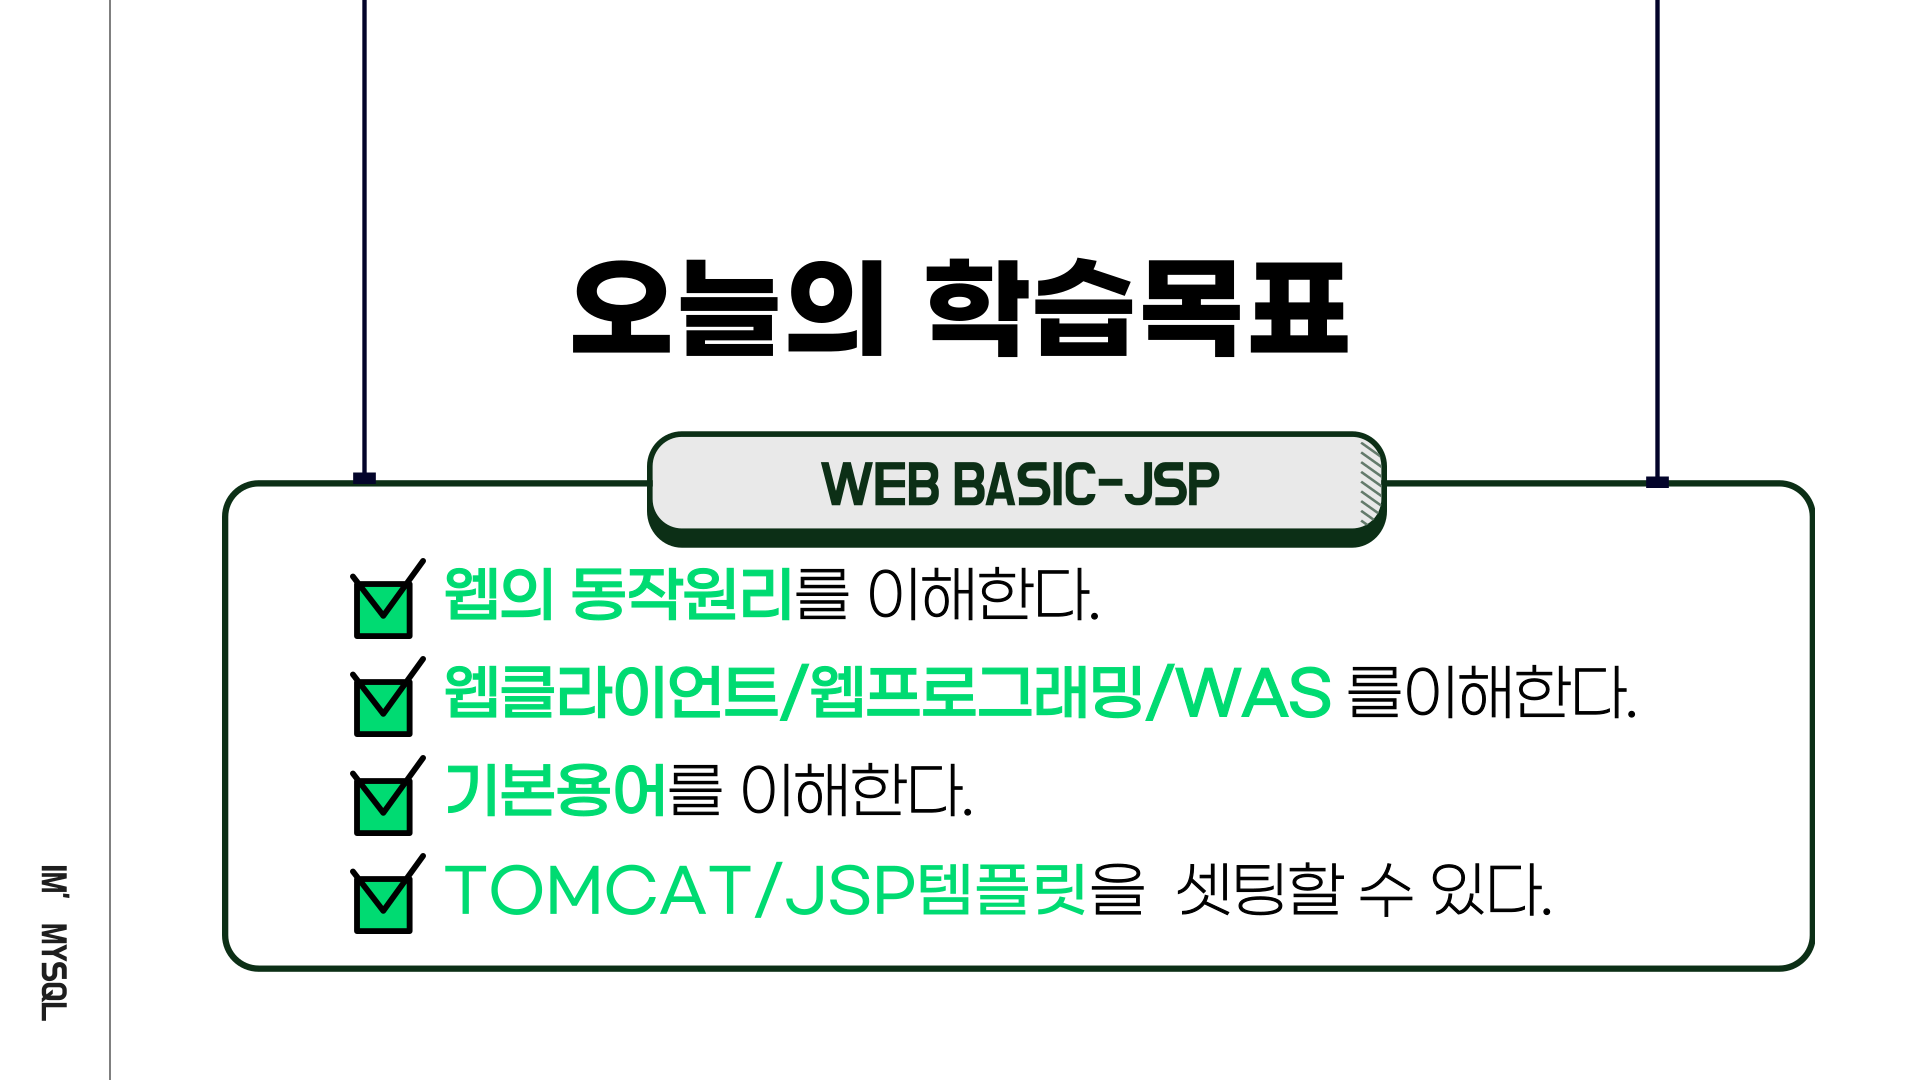 오늘의 학습목표
WEB BASIC-JSP
웹의 동작원리를 이해한다.
웹클라이언트/웹프로그래밍/WAS 를이해한다.
기본용어를 이해한다.
TOMCAT/JSP템플릿을 셋팅할 수 있다.
IM' MYSQL